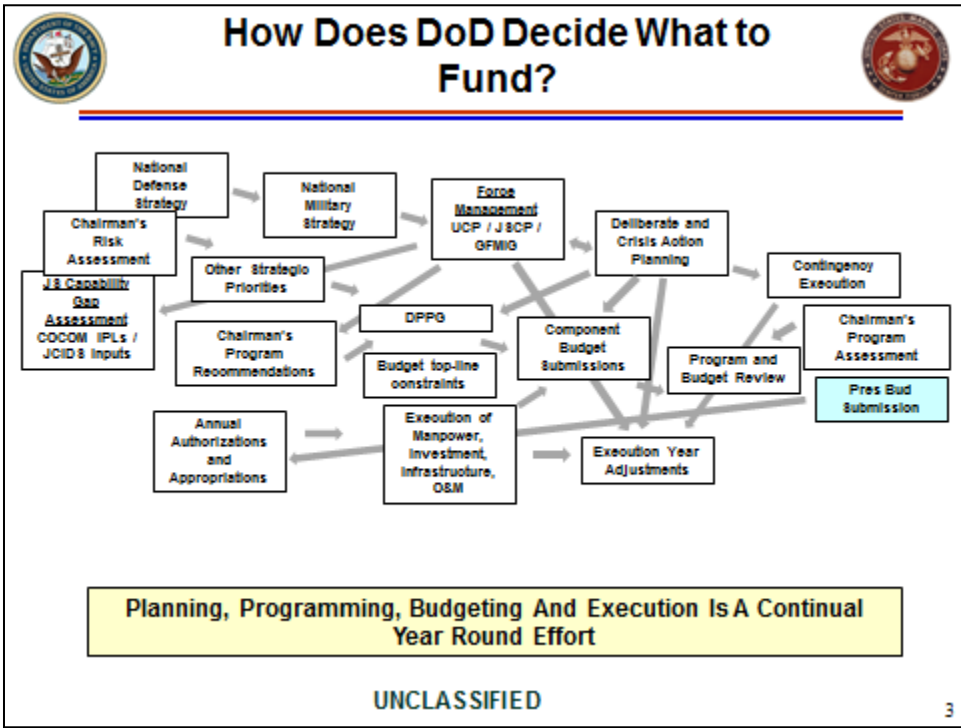 How Does DoD Decide What to
Fund?
National
Defense
Strategy
National
Military
Strategy
Force
Management
UCP / JSCP /
GFMIG
Deliberate and
Crisis Action
Planning
Chairman's
Risk
Assessment
Other Strategic
Priorities
Contingency
Execution
JS Capability
Gap
Assessment
COCOM IPLs /
JCIDS Inputs
Chairman's
Program
Recommendations
DPPG
Budget top-line
constraints
Component
Budget
Submissions
Program and
Budget Review
Chairman's
Program
Assessment
Pres Bud
Submission
Annual
Authorizations
and
Appropriations
Execution of
Manpower,
Investment,
Infrastructure,
O&M
Execution Year
Adjustments
Planning, Programming, Budgeting And Execution Is A Continual
Year Round Effort
UNCLASSIFIED
3